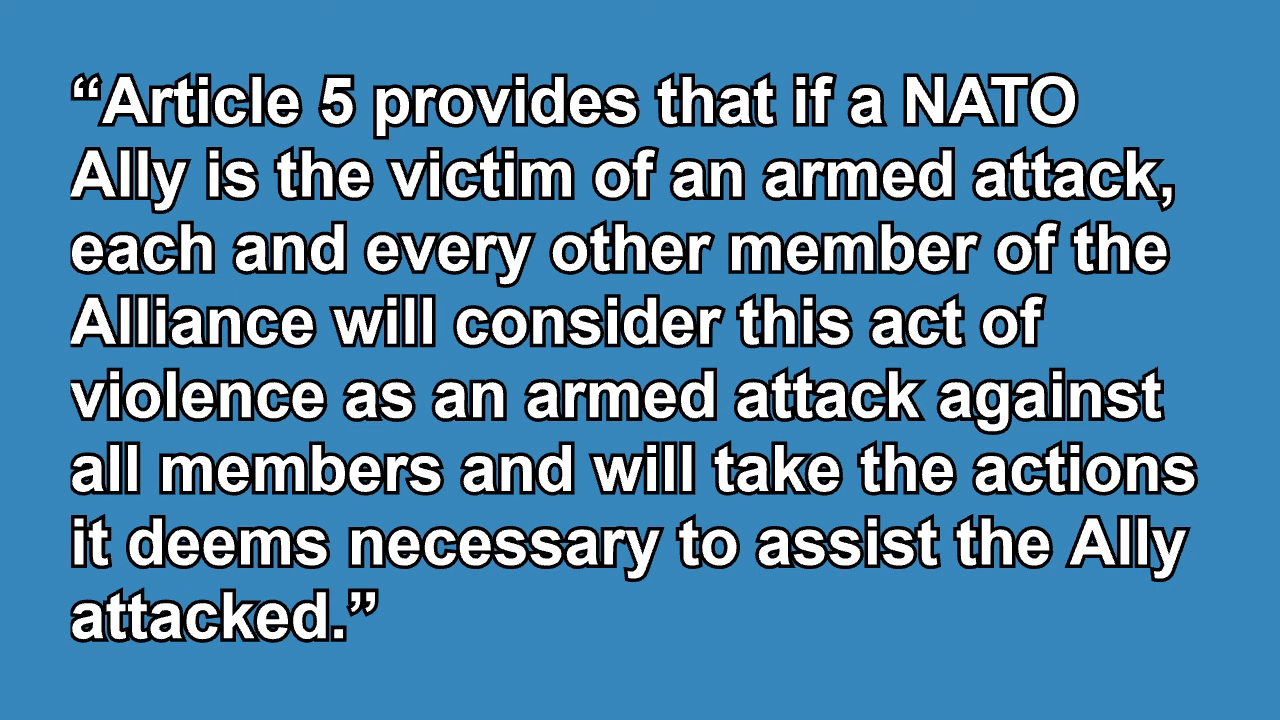 “Article 5 provides that if a NATO
Ally is the victim of an armed attack,
each and every other member of the
Alliance will consider this act of
violence as an armed attack against
all members and will take the actions
it deems necessary to assist the Ally
attacked.”